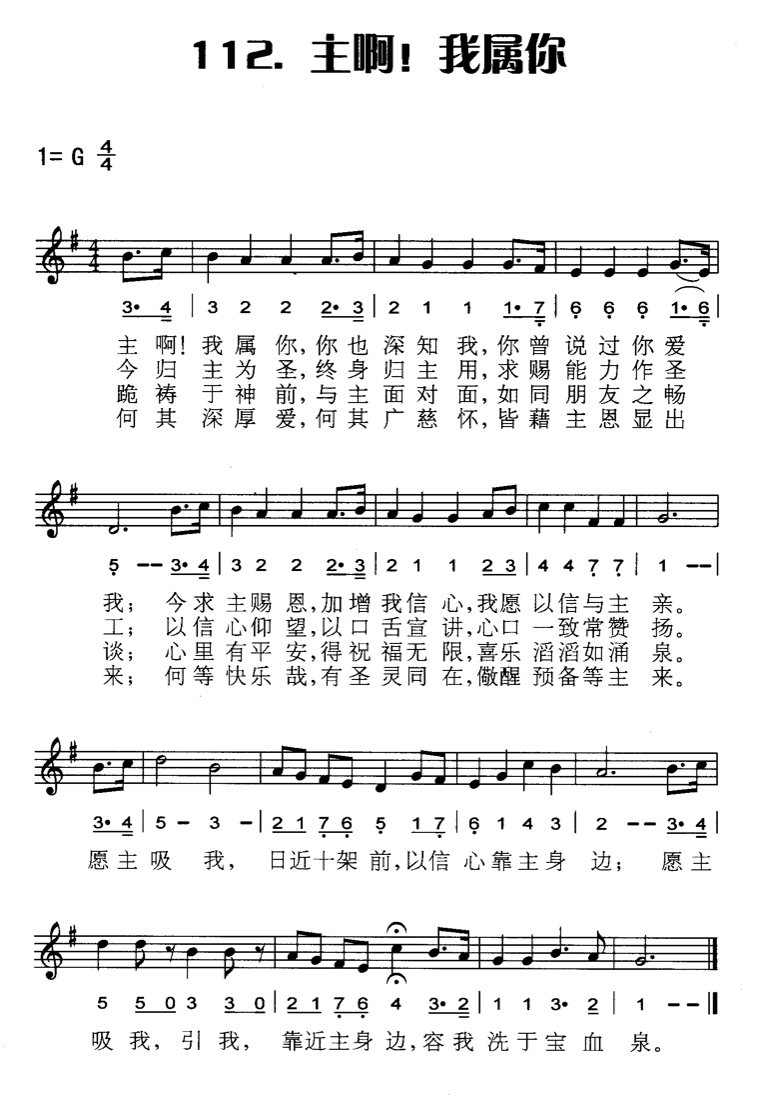 112. 主啊! 我属你
1= G 4/4
3· 4 | 3 2 2 2· 3 | 2 1 1 1· 7 | 6 6 6 1· 6
主啊!我属你,你也深知我,你曾说过你爱
今归主为圣,终身归主用,求赐能力作圣
跪祷于神前,与主面对面,如同朋友之畅
何其深厚爱,何其广慈怀,皆藉主恩显出
5 -- 3· 4 | 3 2 2 2· 3 | 2 1 1 2 3 | 4 4 7 7 | 1 -- |
我;今求主赐恩,加增我信心,我愿以信与主亲。
工;以信心仰望,以口舌宣讲,心口一致常赞扬。
谈;心里有平安,得祝福无限,喜乐滔滔如涌泉。
来;何等快乐哉,有圣灵同在,儆醒预备等主来。
3· 4 | 5 - 3 - | 2 1 7 6 5 1 7 | 6 1 4 3 | 2 -- 3· 4 |
愿主吸我,日近十架前,以信心靠主身边;愿主
5 5 0 3 3 0 | 2 1 7 6 4 3· 2 | 1 1 3· 2 | 1 -- ||
吸我,引我,靠近主身边,容我洗于宝血泉。